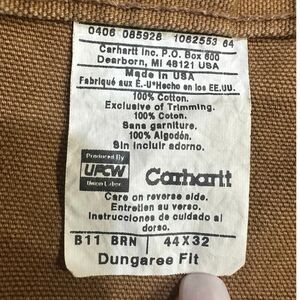 0406 085928 1062553 64
Carhartt Inc. P.O. Box 600
Dearborn, MI 48121 USA
Made in USA
Fabriqué aux É.-U•Hecho en los EE.UU.
100% Cotton.
Exclusive of Trimming.
100% Coton.
Sans garniture.
100% Algodón.
Sin incluir adorno.
Produced By
UFCW
Union Labor
Carhartt
Care on reverse side.
Entretien au verso.
Instrucciones de cuidado al
dorso.
B11 BRN 44X32
Dungaree Fit